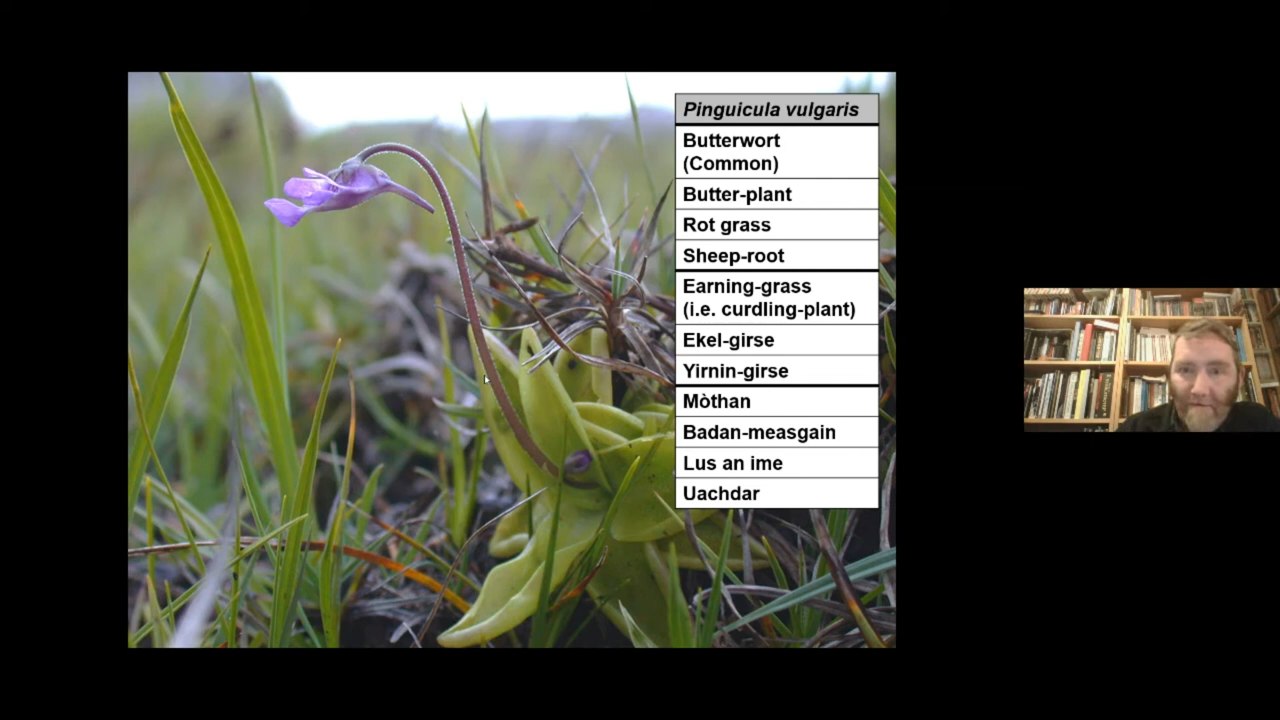 Pinguicula vulgaris
Butterwort
(Common)
Butter-plant
Rot grass
Sheep-root
Earning-grass
(i.e. curdling-plant)
Ekel-girse
Yirnin-girse
Mòthan
Badan-measgain
Lus an ime
Uachdar